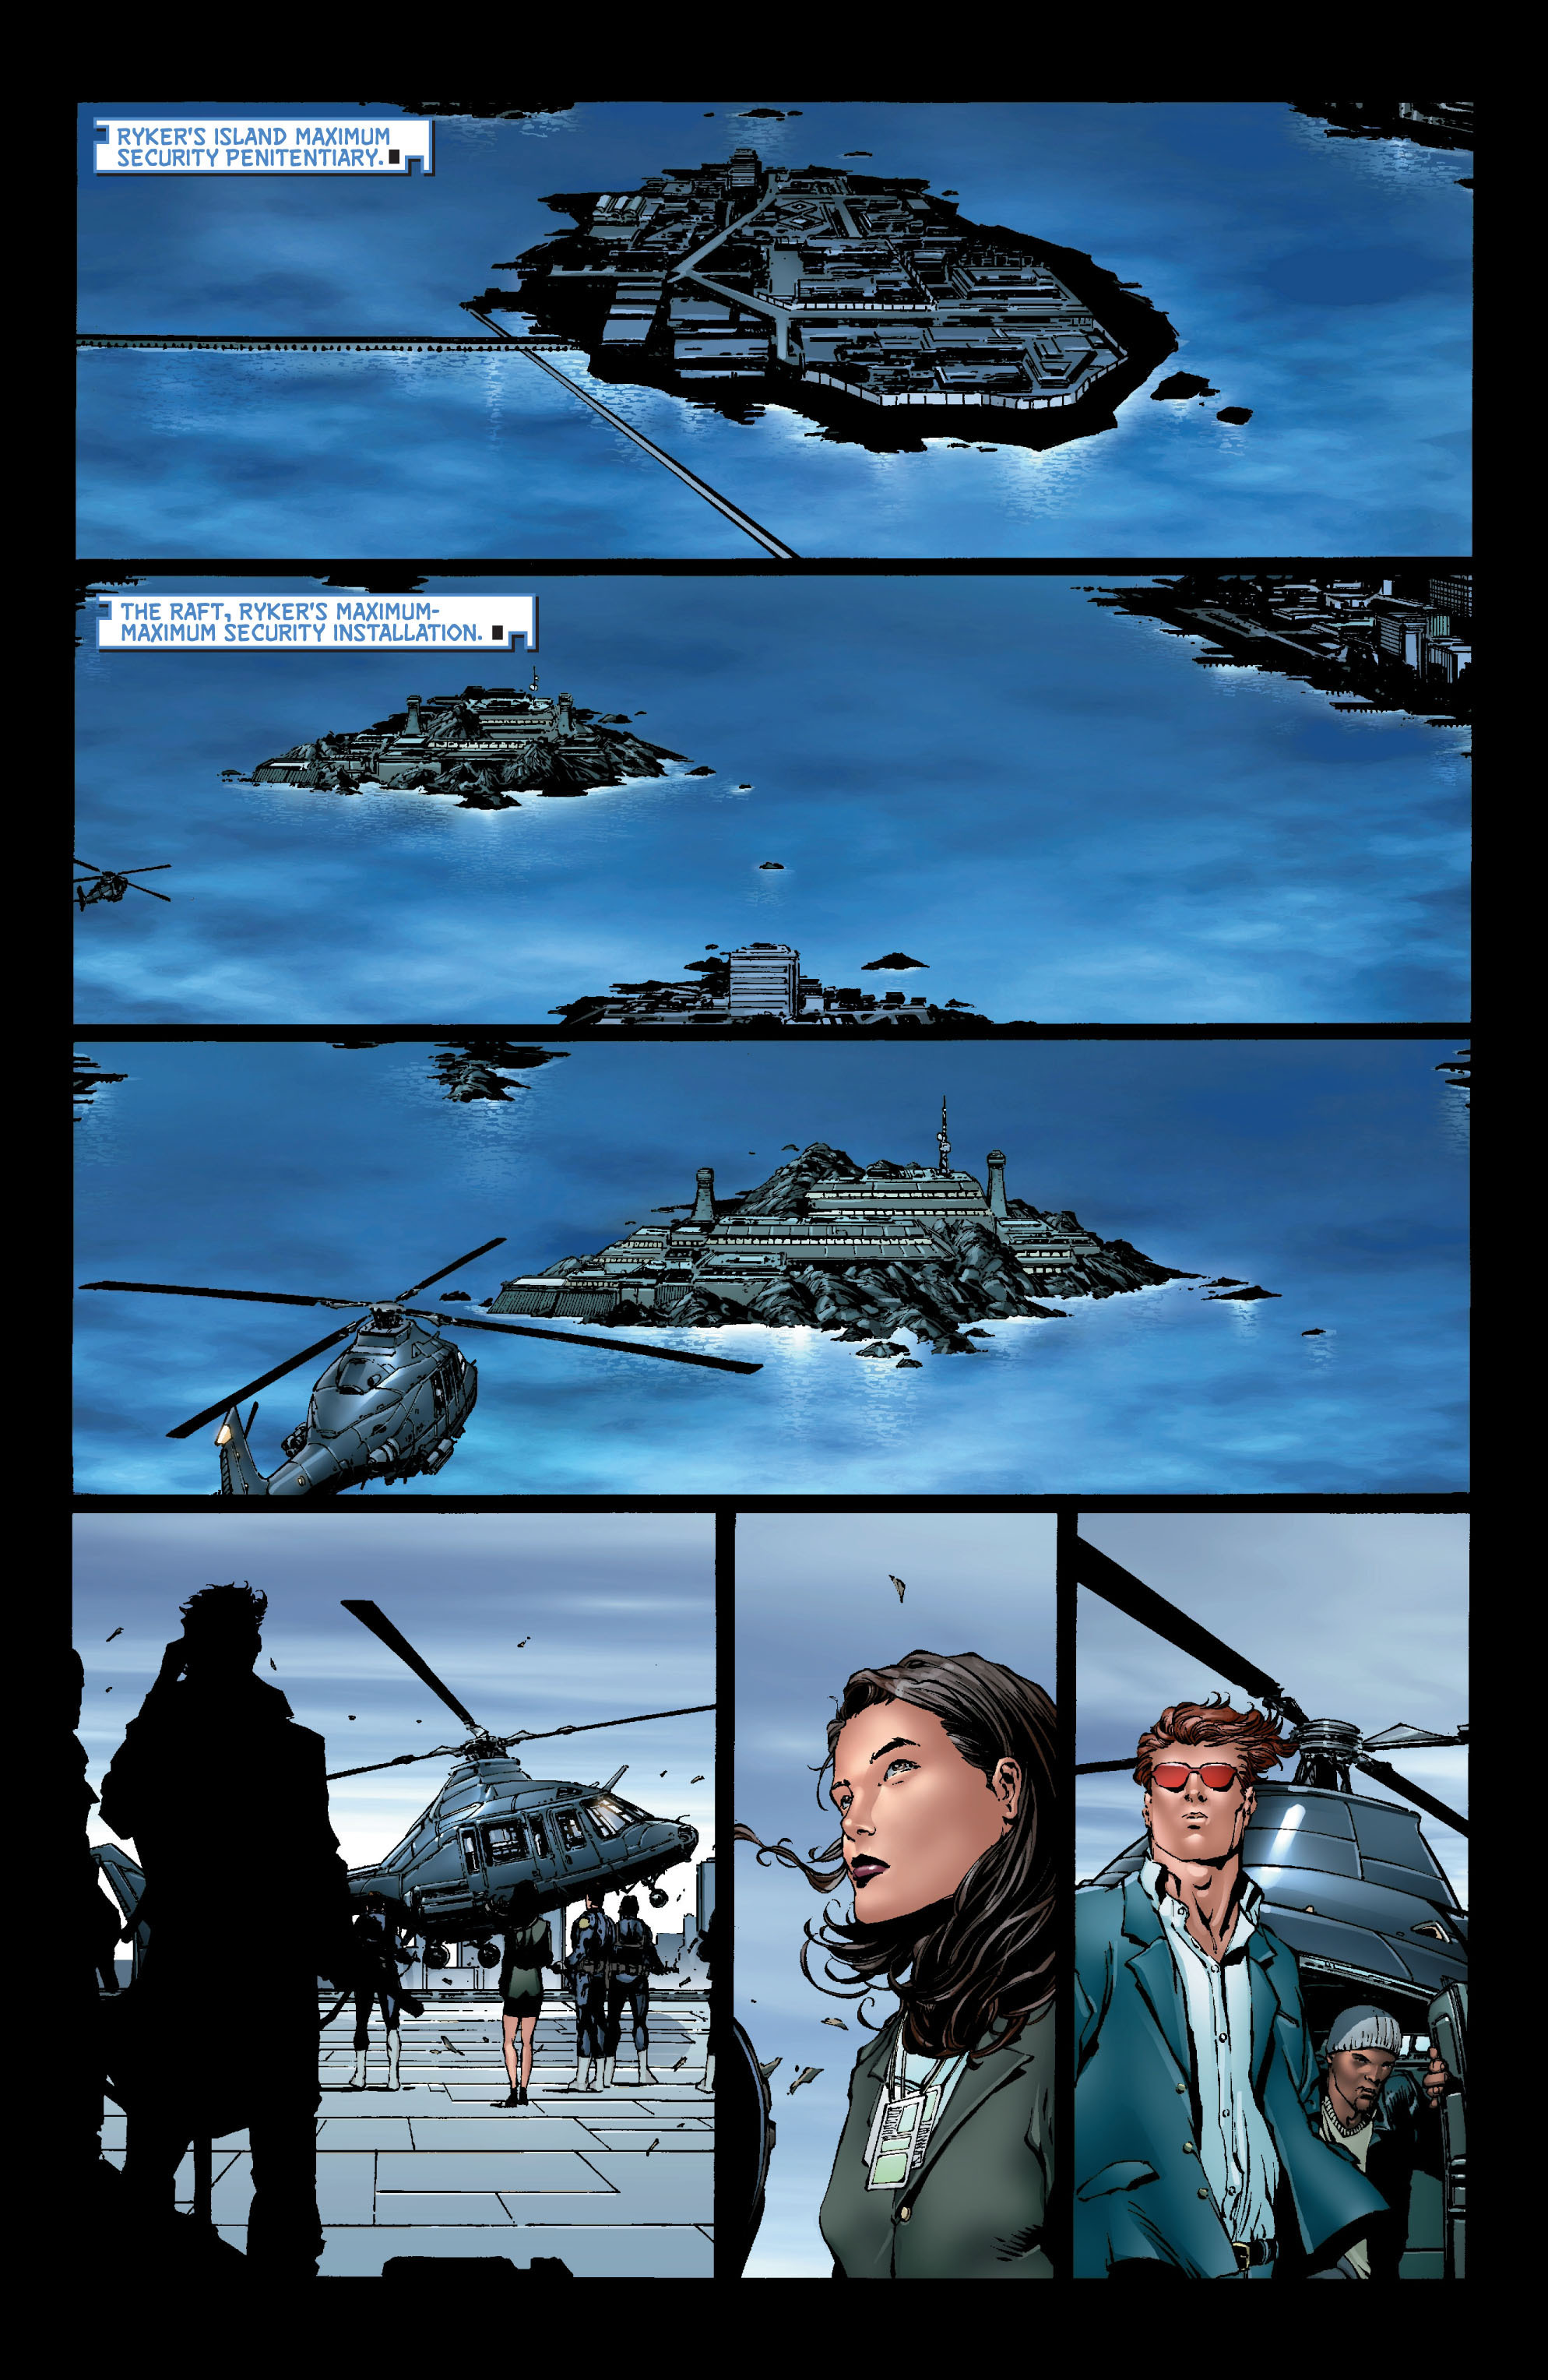 RYKER'S ISLAND MAXIMUM
SECURITY PENITENTIARY.
THE RAFT, RYKER'S MAXIMUM-
MAXIMUM SECURITY INSTALLATION.